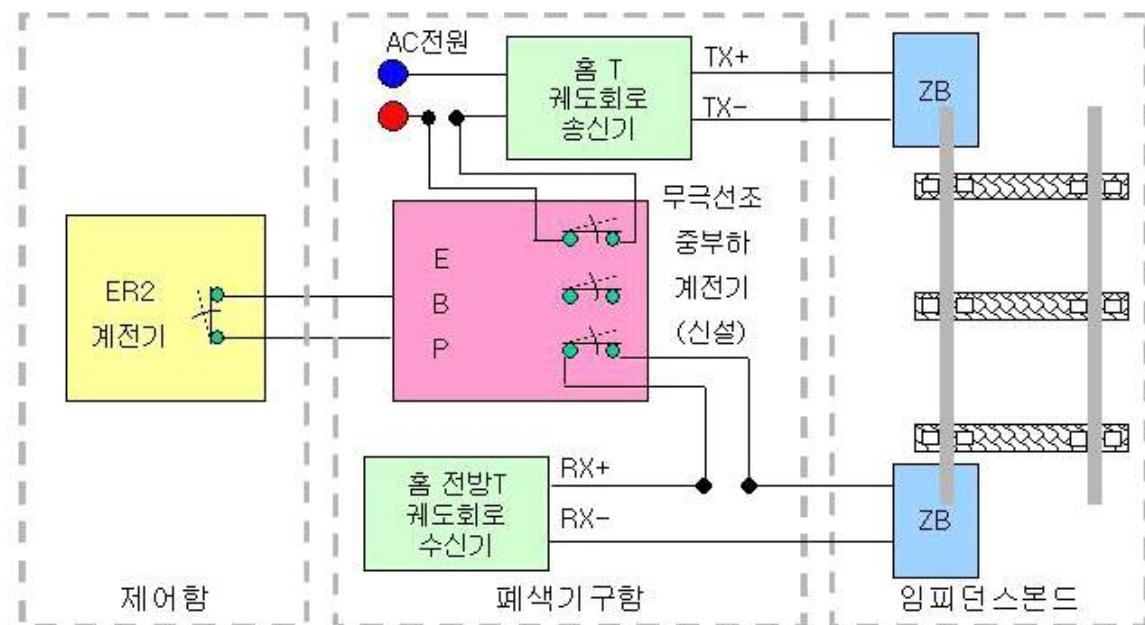 AC전원
홈 T
궤도회로
송신기
TX+
TX-
ZB
ER2
계전기
E
B
P
무극선조
중부하
계전기
(신설)
홈 전방T
궤도회로
수신기
RX+
RX-
ZB
제어함
폐색기구함
임피던스본드